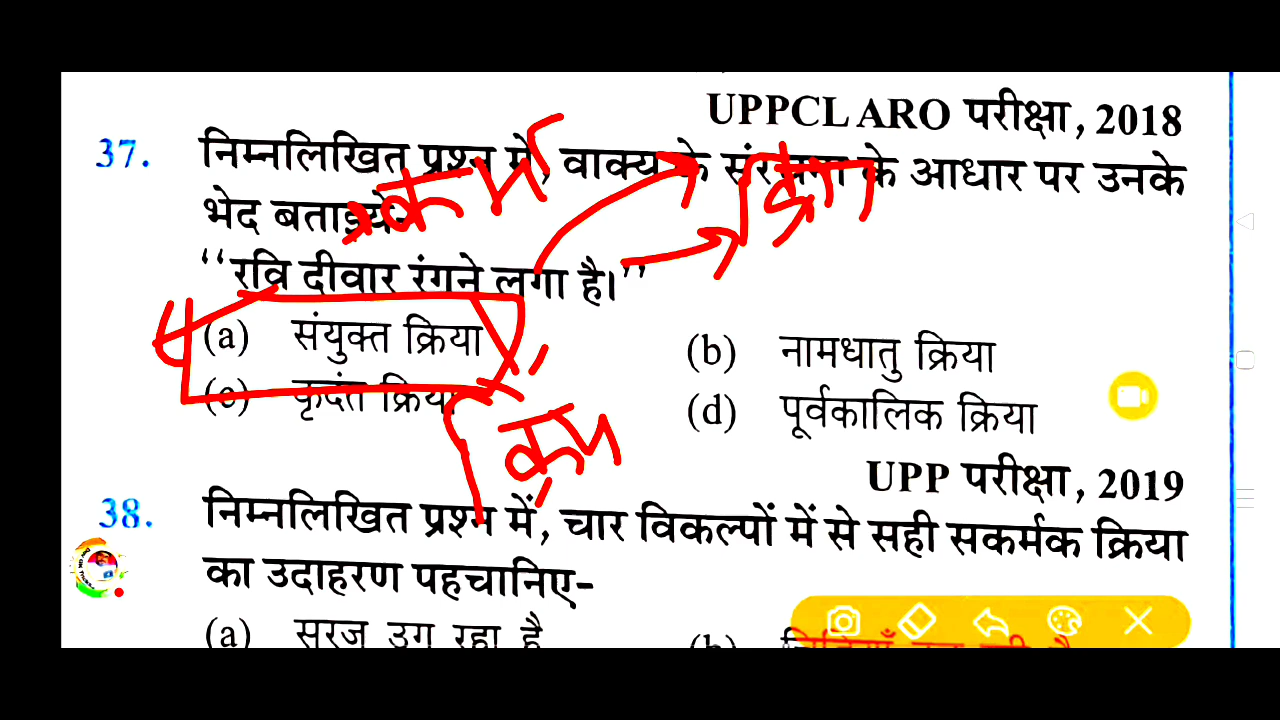 UPPCL ARO परीक्षा, 2018
37. निम्नलिखित प्रश्न में, वाक्य के संरचना के आधार पर उनके
भेद बताइये-
‘‘रवि दीवार रंगने लगा है।’’
(a) संयुक्त क्रिया (b) नामधातु क्रिया
(c) कृदंत क्रिया (d) पूर्वकालिक क्रिया
UPP परीक्षा, 2019
38. निम्नलिखित प्रश्न में, चार विकल्पों में से सही सकर्मक क्रिया
का उदाहरण पहचानिए-
(a) सूरज उग रहा है